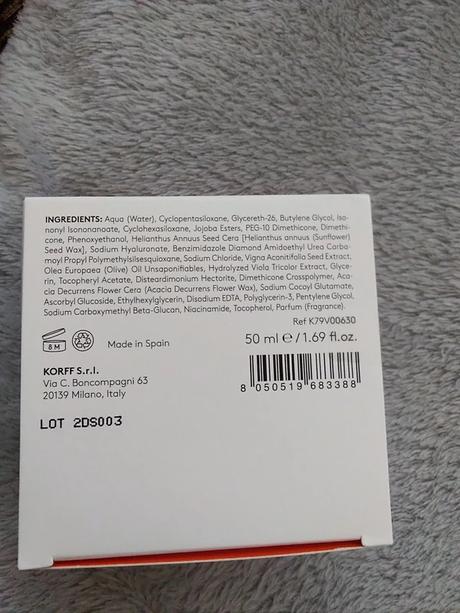 INGREDIENTS: Aqua (Water), Cyclopentasiloxane, Glycereth-26, Butylene Glycol, Iso-
nonyl Isononanoate, Cyclohexasiloxane, Jojoba Esters, PEG-10 Dimethicone, Dimethi-
cone, Phenoxyethanol, Helianthus Annuus Seed Cera [Helianthus annuus (Sunflower)
Seed Wax], Sodium Hyaluronate, Benzimidazole Diamond Amidoethyl Urea Carba-
moyl Propyl Polymethylsilsesquioxane, Sodium Chloride, Vigna Aconitifolia Seed Extract,
Olea Europaea (Olive) Oil Unsaponifiables, Hydrolyzed Viola Tricolor Extract, Glyce-
rin, Tocopheryl Acetate, Disteardimonium Hectorite, Dimethicone Crosspolymer, Aca-
cia Decurrens Flower Cera (Acacia Decurrens Flower Wax), Sodium Cocoyl Glutamate,
Ascorbyl Glucoside, Ethylhexylglycerin, Disodium EDTA, Polyglycerin-3, Pentylene Glycol,
Sodium Carboxymethyl Beta-Glucan, Niacinamide, Tocopherol, Parfum (Fragrance).
Ref K79V00630
8 M
Made in Spain
50 ml e / 1.69 fl.oz.
KORFF S.r.l.
Via C. Boncompagni 63
20139 Milano, Italy
8 050519 683388
LOT 2DS003